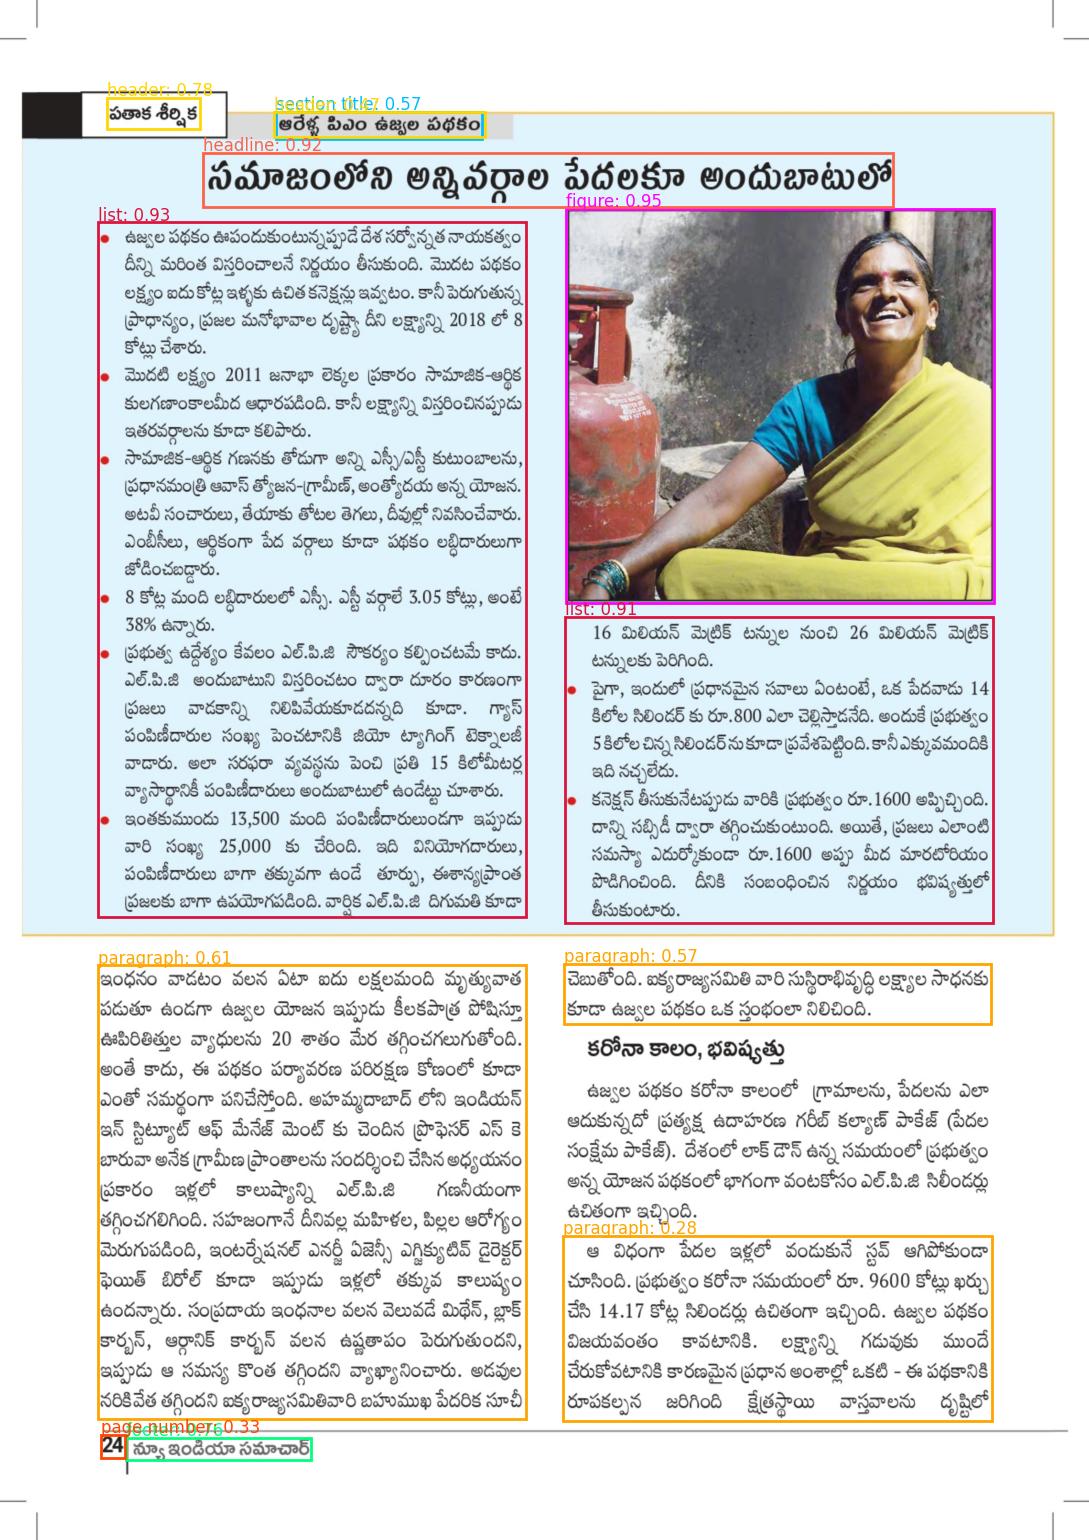 పతాక శీర్షిక
ఆరేళ్ల పిఎం ఉజ్వల పథకం
సమాజంలోని అన్నివర్గాల పేదలకూ అందుబాటులో
ఉజ్వల పథకం ఊపందుకుంటున్నప్పుడే దేశ సర్వోన్నత నాయకత్వం
దీన్ని మరింత విస్తరించాలనే నిర్ణయం తీసుకుంది. మొదట పథకం
లక్ష్యం ఐదు కోట్ల ఇళ్ళకు ఉచిత కనెక్షన్లు ఇవ్వటం. కానీ పెరుగుతున్న
ప్రాధాన్యం, ప్రజల మనోభావాల దృష్ట్యా దీని లక్ష్యాన్ని 2018 లో 8
కోట్లు చేశారు.
మొదటి లక్ష్యం 2011 జనాభా లెక్కల ప్రకారం సామాజిక-ఆర్థిక
కులగణాంకాలమీద ఆధారపడింది. కానీ లక్ష్యాన్ని విస్తరించినప్పుడు
ఇతరవర్గాలను కూడా కలిపారు.
సామాజిక-ఆర్థిక గణనకు తోడుగా అన్ని ఎస్సీ/ఎస్టీ కుటుంబాలను,
ప్రధానమంత్రి ఆవాస్ త్యోజన-గ్రామీణ్, అంత్యోదయ అన్న యోజన.
అటవీ సంచారులు, తేయాకు తోటల తెగలు, దీవుల్లో నివసించేవారు.
ఎంబీసీలు, ఆర్థికంగా పేద వర్గాలు కూడా పథకం లబ్ధిదారులుగా
జోడించబడ్డారు.
8 కోట్ల మంది లబ్ధిదారులలో ఎస్సీ. ఎస్టీ వర్గాలే 3.05 కోట్లు, అంటే
38% ఉన్నారు.
ప్రభుత్వ ఉద్దేశ్యం కేవలం ఎల్.పి.జి సౌకర్యం కల్పించటమే కాదు.
ఎల్.పి.జి అందుబాటుని విస్తరించటం ద్వారా దూరం కారణంగా
ప్రజలు వాడకాన్ని నిలిపివేయకూడదన్నది కూడా. గ్యాస్
పంపిణీదారుల సంఖ్య పెంచటానికి జియో ట్యాగింగ్ టెక్నాలజీ
వాడారు. అలా సరఫరా వ్యవస్థను పెంచి ప్రతి 15 కిలోమీటర్ల
వ్యాసార్థానికీ పంపిణీదారులు అందుబాటులో ఉండేట్టు చూశారు.
ఇంతకుముందు 13,500 మంది పంపిణీదారులుండగా ఇప్పుడు
వారి సంఖ్య 25,000 కు చేరింది. ఇది వినియోగదారులు,
పంపిణీదారులు బాగా తక్కువగా ఉండే తూర్పు, ఈశాన్యప్రాంత
ప్రజలకు బాగా ఉపయోగపడింది. వార్షిక ఎల్.పి.జి దిగుమతి కూడా
16 మిలియన్ మెట్రిక్ టన్నుల నుంచి 26 మిలియన్ మెట్రిక్
టన్నులకు పెరిగింది.
పైగా, ఇందులో ప్రధానమైన సవాలు ఏంటంటే, ఒక పేదవాడు 14
కిలోల సిలిండర్ కు రూ.800 ఎలా చెల్లిస్తాడనేది. అందుకే ప్రభుత్వం
5 కిలోల చిన్న సిలిండర్ ను కూడా ప్రవేశపెట్టింది. కానీ ఎక్కువమందికి
ఇది నచ్చలేదు.
కనెక్షన్ తీసుకునేటప్పుడు వారికి ప్రభుత్వం రూ.1600 అప్పిచ్చింది.
దాన్ని సబ్సిడీ ద్వారా తగ్గించుకుంటుంది. అయితే, ప్రజలు ఎలాంటి
సమస్యా ఎదుర్కోకుండా రూ.1600 అప్పు మీద మారటోరియం
పొడిగించింది. దీనికి సంబంధించిన నిర్ణయం భవిష్యత్తులో
తీసుకుంటారు.
ఇంధనం వాడటం వలన ఏటా ఐదు లక్షలమంది మృత్యువాత
పడుతూ ఉండగా ఉజ్వల యోజన ఇప్పుడు కీలకపాత్ర పోషిస్తూ
ఊపిరితిత్తుల వ్యాధులను 20 శాతం మేర తగ్గించగలుగుతోంది.
అంతే కాదు, ఈ పథకం పర్యావరణ పరిరక్షణ కోణంలో కూడా
ఎంతో సమర్థంగా పనిచేస్తోంది. అహమ్మదాబాద్ లోని ఇండియన్
ఇన్ స్టిట్యూట్ ఆఫ్ మేనేజ్ మెంట్ కు చెందిన ప్రొఫెసర్ ఎస్ కె
బారువా అనేక గ్రామీణ ప్రాంతాలను సందర్శించి చేసిన అధ్యయనం
ప్రకారం ఇళ్లలో కాలుష్యాన్ని ఎల్.పి.జి గణనీయంగా
తగ్గించగలిగింది. సహజంగానే దీనివల్ల మహిళల, పిల్లల ఆరోగ్యం
మెరుగుపడింది, ఇంటర్నేషనల్ ఎనర్జీ ఏజెన్సీ ఎగ్జిక్యుటివ్ డైరెక్టర్
ఫెయిత్ బిరోల్ కూడా ఇప్పుడు ఇళ్లలో తక్కువ కాలుష్యం
ఉందన్నారు. సంప్రదాయ ఇంధనాల వలన వెలువడే మిథేన్, బ్లాక్
కార్బన్, ఆర్గానిక్ కార్బన్ వలన ఉష్ణతాపం పెరుగుతుందని,
ఇప్పుడు ఆ సమస్య కొంత తగ్గిందని వ్యాఖ్యానించారు. అడవుల
నరికివేత తగ్గిందని ఐక్యరాజ్యసమితివారి బహుముఖ పేదరిక సూచీ
చెబుతోంది. ఐక్యరాజ్యసమితి వారి సుస్థిరాభివృద్ధి లక్ష్యాల సాధనకు
కూడా ఉజ్వల పథకం ఒక స్తంభంలా నిలిచింది.
కరోనా కాలం, భవిష్యత్తు
ఉజ్వల పథకం కరోనా కాలంలో గ్రామాలను, పేదలను ఎలా
ఆదుకున్నదో ప్రత్యక్ష ఉదాహరణ గరీబ్ కల్యాణ్ పాకేజ్ (పేదల
సంక్షేమ పాకేజ్). దేశంలో లాక్ డౌన్ ఉన్న సమయంలో ప్రభుత్వం
అన్న యోజన పథకంలో భాగంగా వంటకోసం ఎల్.పి.జి సిలిండర్లు
ఉచితంగా ఇచ్చింది.
ఆ విధంగా పేదల ఇళ్లలో వండుకునే స్టవ్ ఆగిపోకుండా
చూసింది. ప్రభుత్వం కరోనా సమయంలో రూ. 9600 కోట్లు ఖర్చు
చేసి 14.17 కోట్ల సిలిండర్లు ఉచితంగా ఇచ్చింది. ఉజ్వల పథకం
విజయవంతం కావటానికి. లక్ష్యాన్ని గడువుకు ముందే
చేరుకోవటానికి కారణమైన ప్రధాన అంశాల్లో ఒకటి - ఈ పథకానికి
రూపకల్పన జరిగింది క్షేత్రస్థాయి వాస్తవాలను దృష్టిలో
24 న్యూ ఇండియా సమాచార్
header: 0.78
section title: 0.57
headline: 0.92
list: 0.93
figure: 0.95
list: 0.91
paragraph: 0.61
paragraph: 0.57
paragraph: 0.28
page number: 0.33